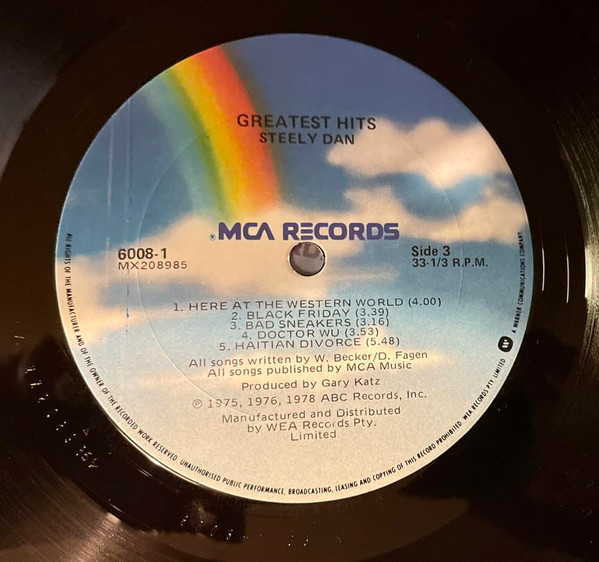 GREATEST HITS
STEELY DAN
MCA RECORDS
6008-1
MX208985
Side 3
33-1/3 R.P.M.
1. HERE AT THE WESTERN WORLD (4.00)
2. BLACK FRIDAY (3.39)
3. BAD SNEAKERS (3.16)
4. DOCTOR WU (3.53)
5. HAITIAN DIVORCE (5.48)
All songs written by W. Becker/D. Fagen
All songs published by MCA Music
Produced by Gary Katz
℗ 1975, 1976, 1978 ABC Records, Inc.
Manufactured and Distributed
by WEA Records Pty.
Limited
ALL RIGHTS OF THE MANUFACTURER AND OF THE OWNER OF THE RECORDED WORK RESERVED. UNAUTHORISED PUBLIC PERFORMANCE, BROADCASTING, LEASING AND COPYING OF THIS RECORD PROHIBITED. WEA RECORDS PTY. LIMITED
A WARNER COMMUNICATIONS COMPANY.